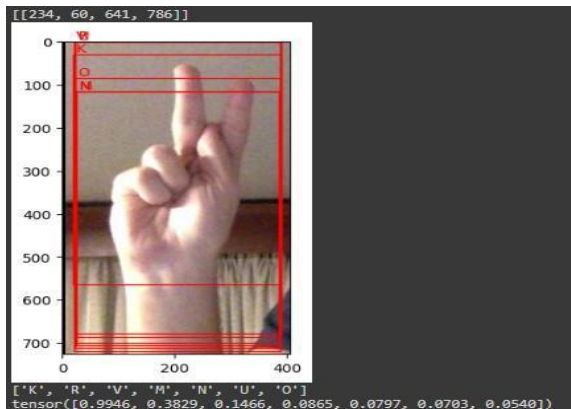 [[234, 60, 641, 786]]
K
O
N
0
100
200
300
400
500
600
700
0
200
400
['K', 'R', 'V', 'M', 'N', 'U', 'O']
tensor([0.9946, 0.3829, 0.1466, 0.0865, 0.0797, 0.0703, 0.0540])